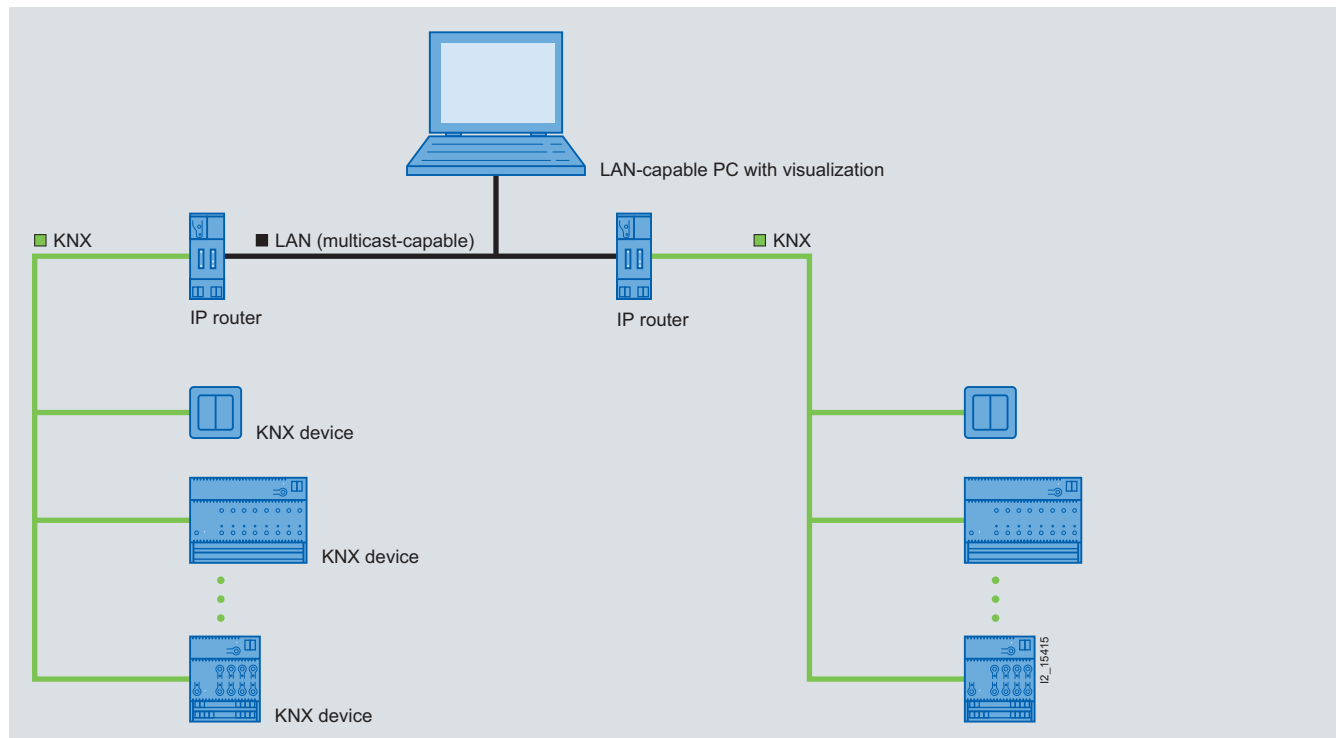 LAN-capable PC with visualization
KNX
LAN (multicast-capable)
KNX
IP router
IP router
KNX device
KNX device
I2_15415
KNX device